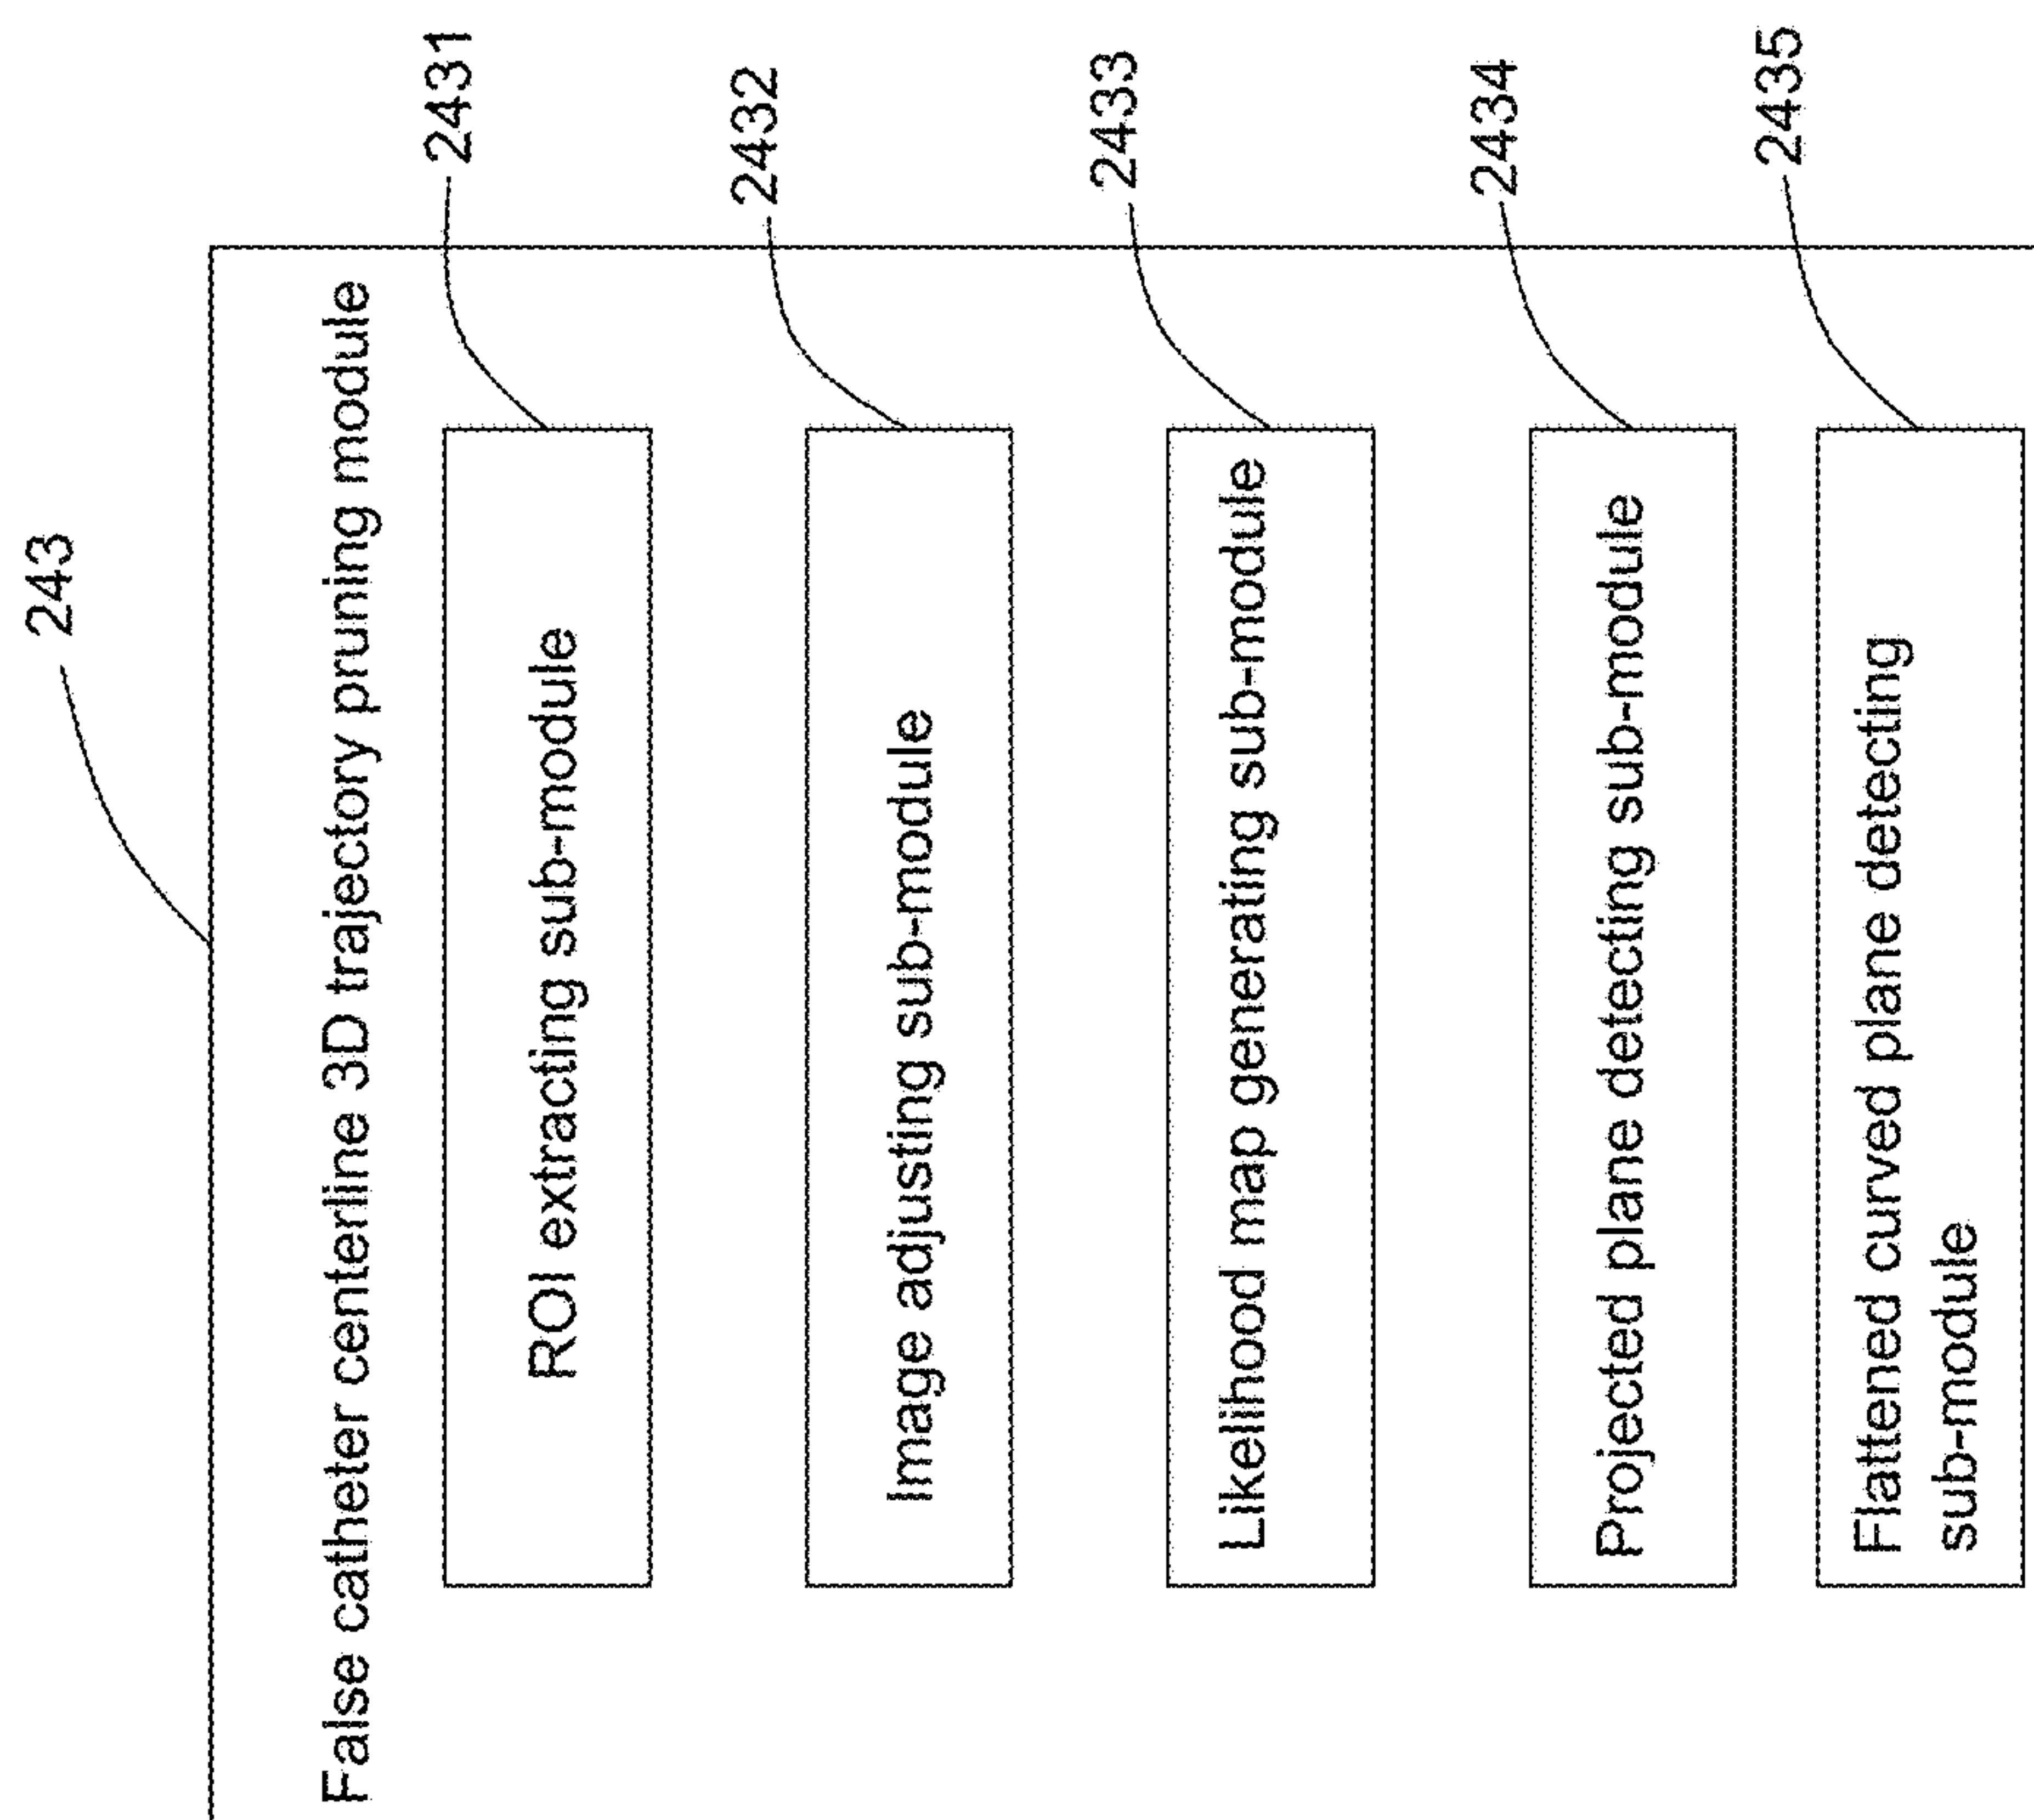 243
False catheter centerline 3D trajectory pruning module
2431
ROI extracting sub-module
2432
Image adjusting sub-module
2433
Likelihood map generating sub-module
2434
Projected plane detecting sub-module
2435
Flattened curved plane detecting
sub-module